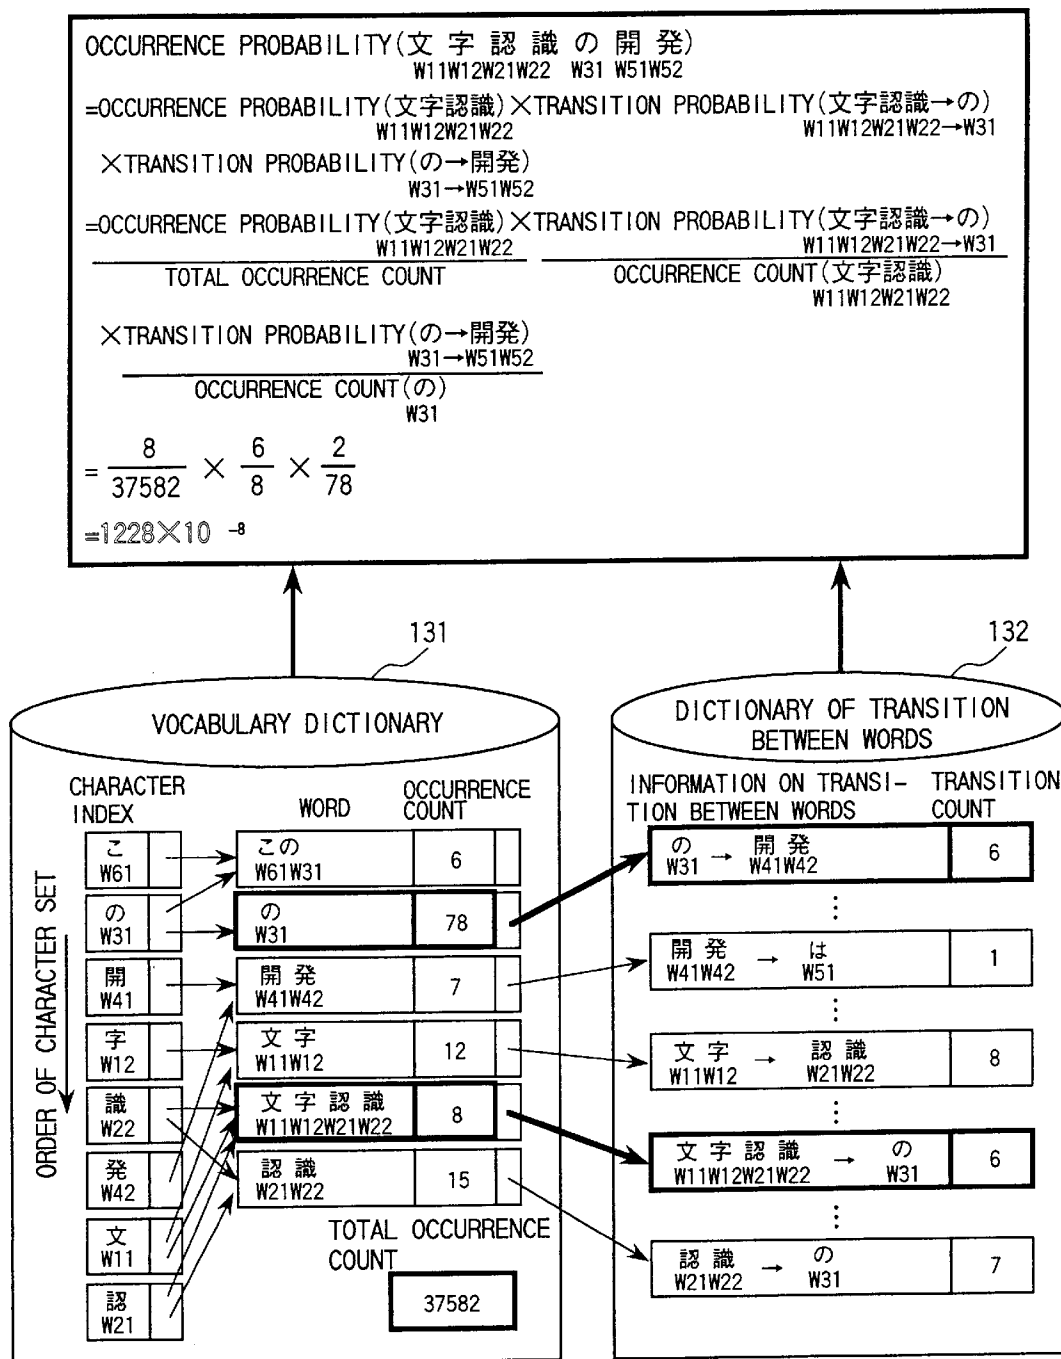 OCCURRENCE PROBABILITY(文字認識の開発)
W11W12W21W22 W31 W51W52
=OCCURRENCE PROBABILITY(文字認識)×TRANSITION PROBABILITY(文字認識→の)
W11W12W21W22 W11W12W21W22→W31
×TRANSITION PROBABILITY(の→開発)
W31→W51W52
=OCCURRENCE PROBABILITY(文字認識)×TRANSITION PROBABILITY(文字認識→の)
W11W12W21W22 W11W12W21W22→W31
TOTAL OCCURRENCE COUNT OCCURRENCE COUNT(文字認識)
W11W12W21W22
×TRANSITION PROBABILITY(の→開発)
W31→W51W52
OCCURRENCE COUNT(の)
W31
= 8/37582 × 6/8 × 2/78
=1228×10 -8
131
132
VOCABULARY DICTIONARY
CHARACTER INDEX
WORD
OCCURRENCE COUNT
ORDER OF CHARACTER SET
こ
W61
の
W31
開
W41
字
W12
識
W22
発
W42
文
W11
認
W21
この 6
W61W31
の 78
W31
開発 7
W41W42
文字 12
W11W12
文字認識 8
W11W12W21W22
認識 15
W21W22
TOTAL OCCURRENCE
COUNT
37582
DICTIONARY OF TRANSITION
BETWEEN WORDS
INFORMATION ON TRANSI-
TION BETWEEN WORDS
TRANSITION
COUNT
の → 開発 6
W31 W41W42
⋮
開発 → は 1
W41W42 W51
⋮
文字 → 認識 8
W11W12 W21W22
⋮
文字認識 → の 6
W11W12W21W22 W31
⋮
認識 → の 7
W21W22 W31